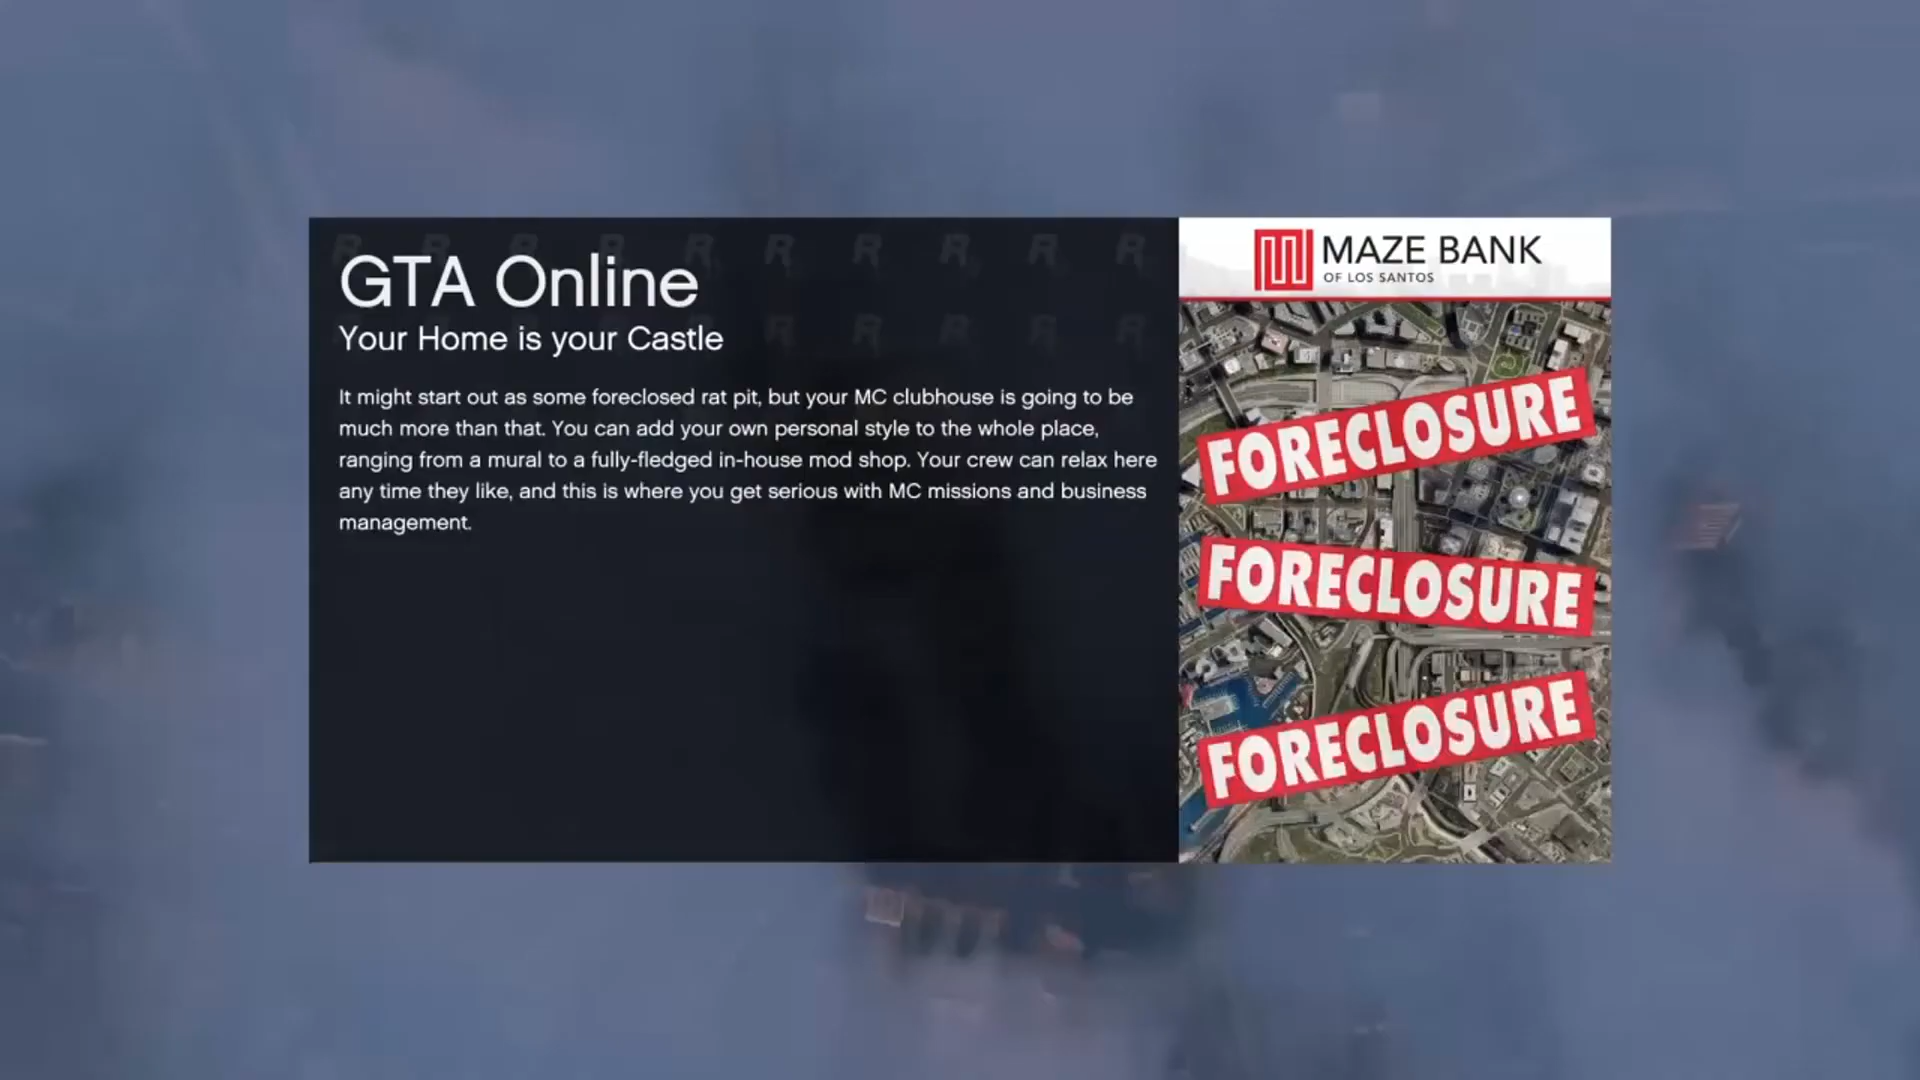 GTA Online
Your Home is your Castle
It might start out as some foreclosed rat pit, but your MC clubhouse is going to be
much more than that. You can add your own personal style to the whole place,
ranging from a mural to a fully-fledged in-house mod shop. Your crew can relax here
any time they like, and this is where you get serious with MC missions and business
management.
MAZE BANK
OF LOS SANTOS
FORECLOSURE
FORECLOSURE
FORECLOSURE